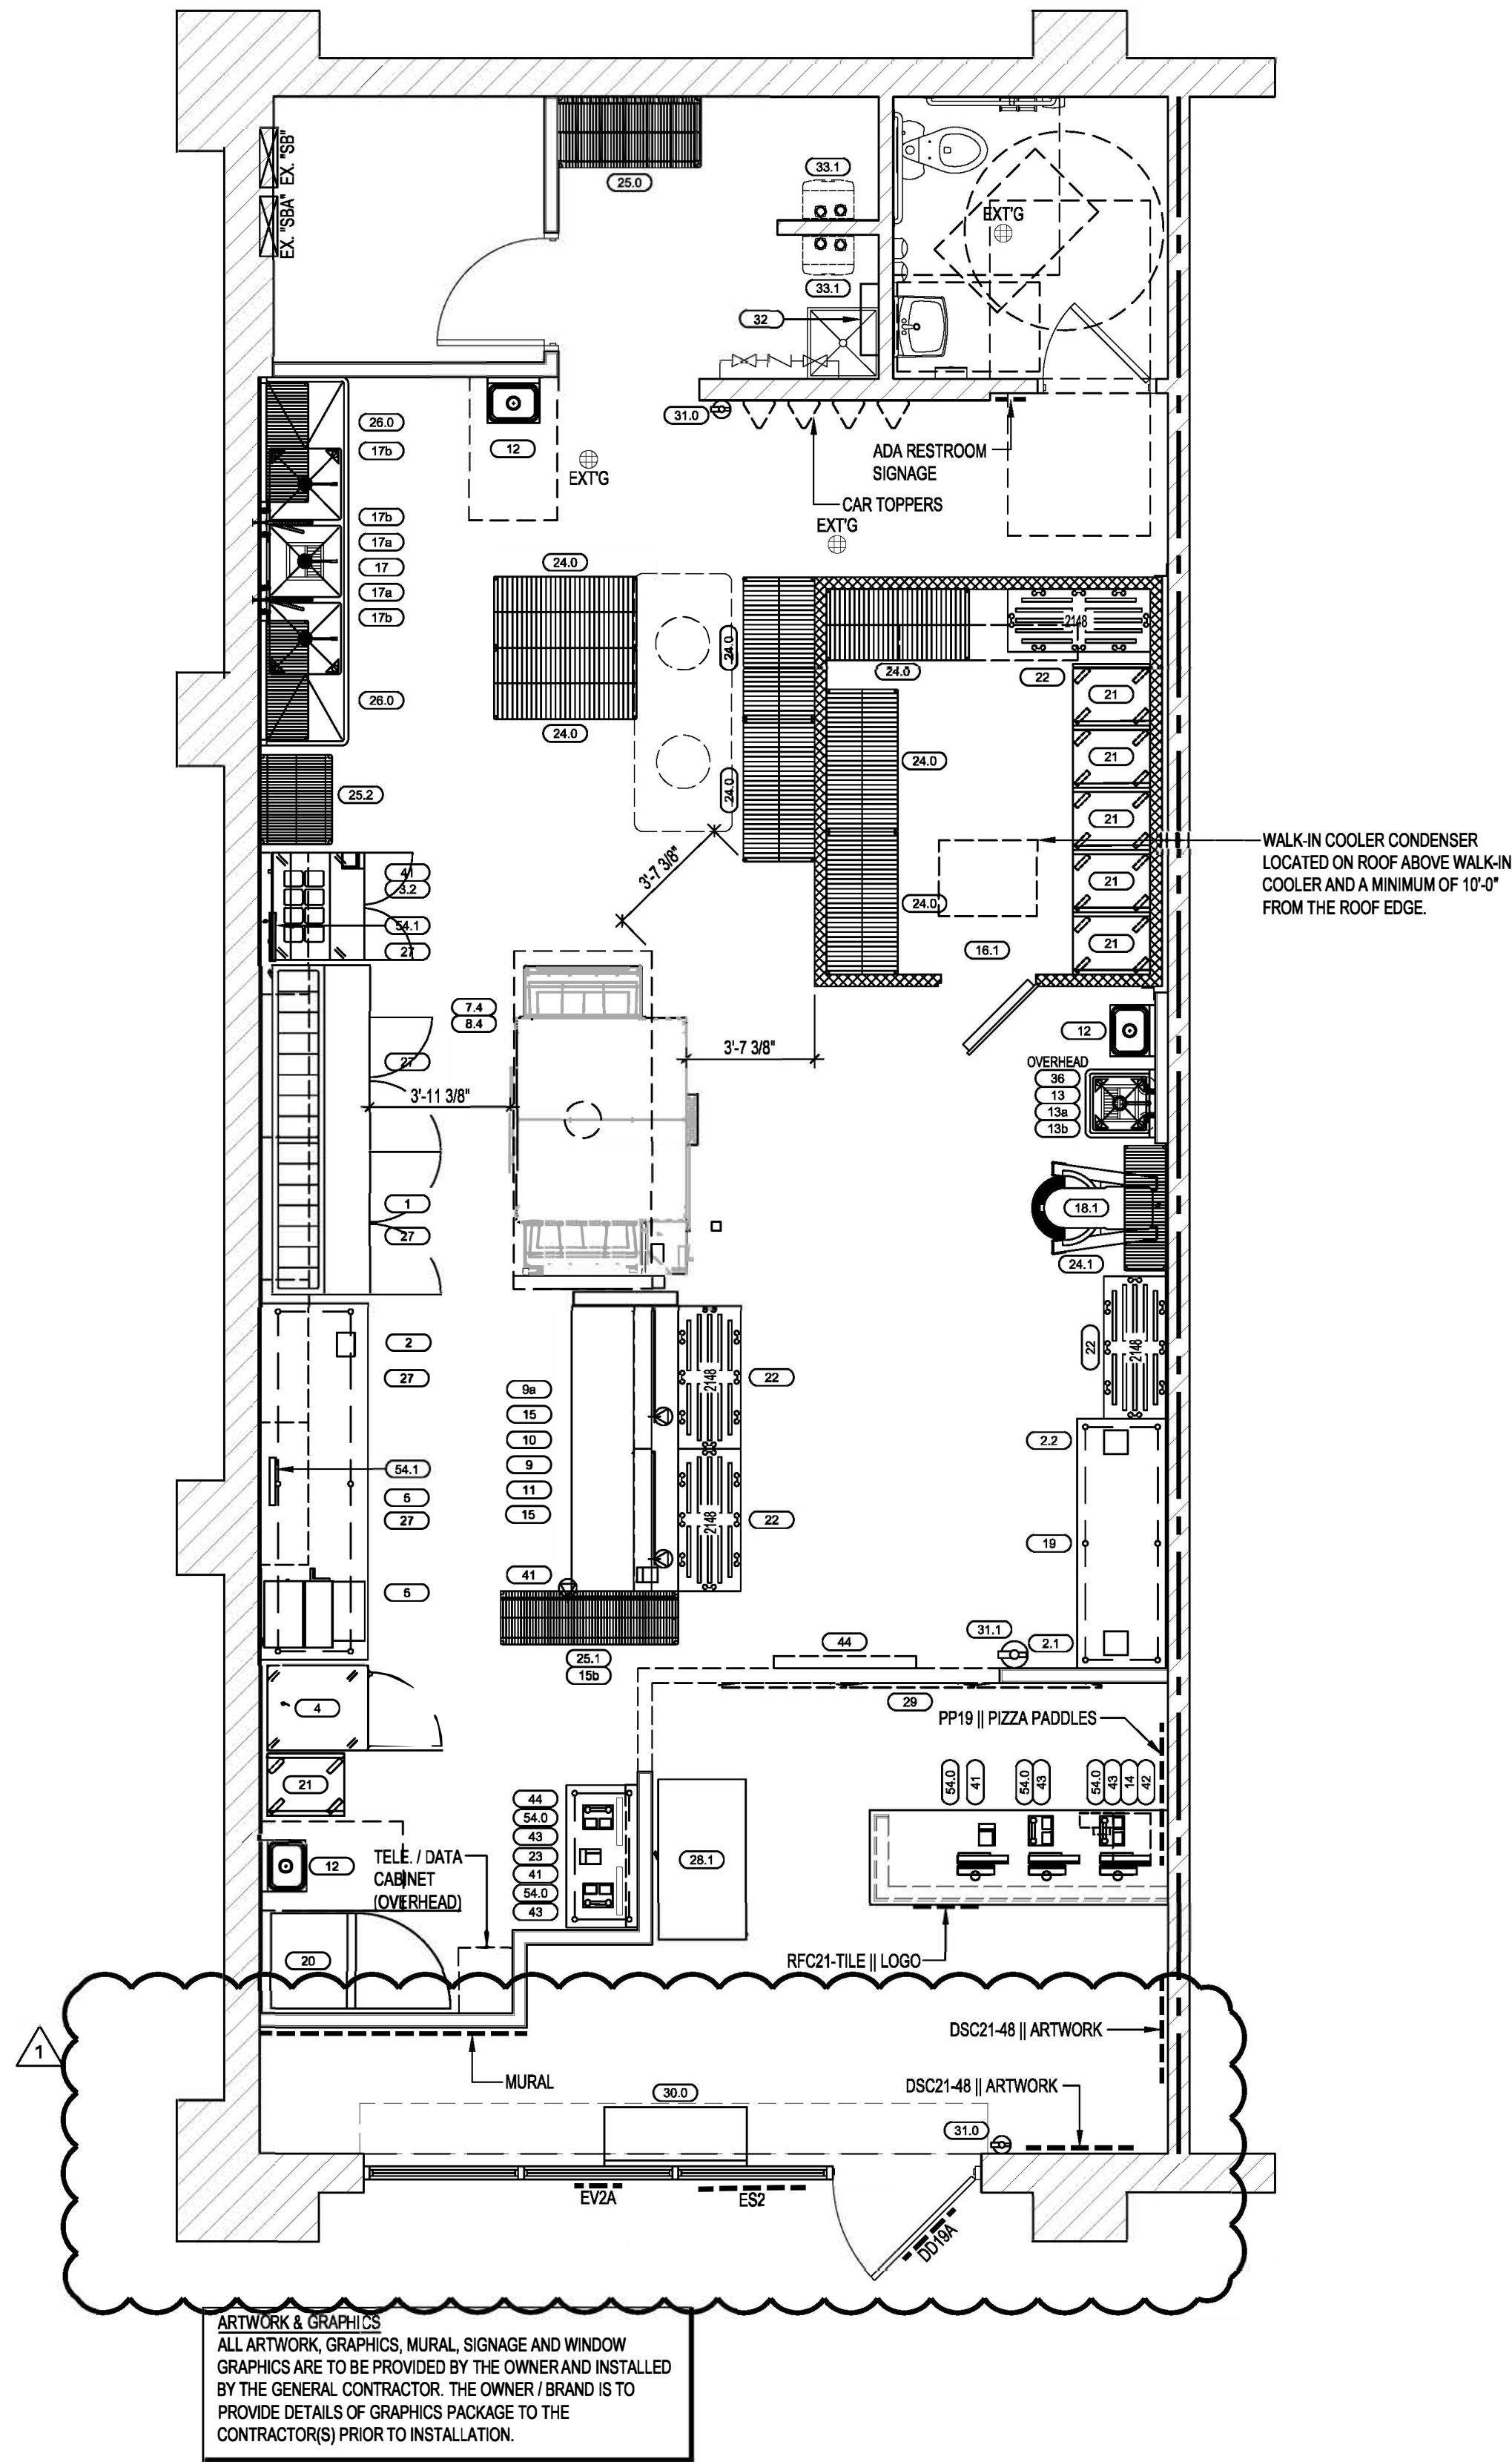 EX. "SB"
EX. "SBA"
25.0
33.1
33.1
32
EXT'G
31.0
12
EXT'G
ADA RESTROOM
SIGNAGE
CAR TOPPERS
EXT'G
26.0
17b
17b
17a
17
17a
17b
26.0
25.2
24.0
24.0
24.0
24.0
24.0
22
2148
24.0
24.0
21
21
21
21
21
16.1
WALK-IN COOLER CONDENSER
LOCATED ON ROOF ABOVE WALK-IN
COOLER AND A MINIMUM OF 10'-0"
FROM THE ROOF EDGE.
3'-7 3/8"
41
3.2
54.1
27
7.4
8.4
27
3'-11 3/8"
3'-7 3/8"
1
27
12
OVERHEAD
36
13
13a
13b
18.1
24.1
22
2148
2
27
54.1
5
27
5
9a
15
10
9
11
15
41
2148
22
2148
22
25.1
15b
2.2
19
2.1
31.1
44
29
PP19 || PIZZA PADDLES
4
21
12
TELE. / DATA
CABINET
(OVERHEAD)
20
44
54.0
43
23
41
54.0
43
28.1
54.0
41
54.0
43
54.0
43
14
42
RFC21-TILE || LOGO
1
DSC21-48 || ARTWORK
MURAL
30.0
DSC21-48 || ARTWORK
31.0
EV2A
ES2
DD19A
ARTWORK & GRAPHICS
ALL ARTWORK, GRAPHICS, MURAL, SIGNAGE AND WINDOW
GRAPHICS ARE TO BE PROVIDED BY THE OWNER AND INSTALLED
BY THE GENERAL CONTRACTOR. THE OWNER / BRAND IS TO
PROVIDE DETAILS OF GRAPHICS PACKAGE TO THE
CONTRACTOR(S) PRIOR TO INSTALLATION.